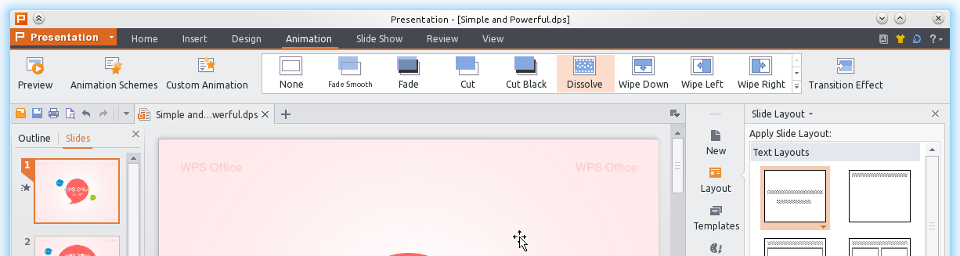 Presentation - [Simple and Powerful.dps]
Presentation Home Insert Design Animation Slide Show Review View ?
Preview Animation Schemes Custom Animation None Fade Smooth Fade Cut Cut Black Dissolve Wipe Down Wipe Left Wipe Right Transition Effect
Simple and...werful.dps
Slide Layout
Outline Slides
Apply Slide Layout:
New
Text Layouts
1
WPS Office WPS Office
Layout
Templates
2